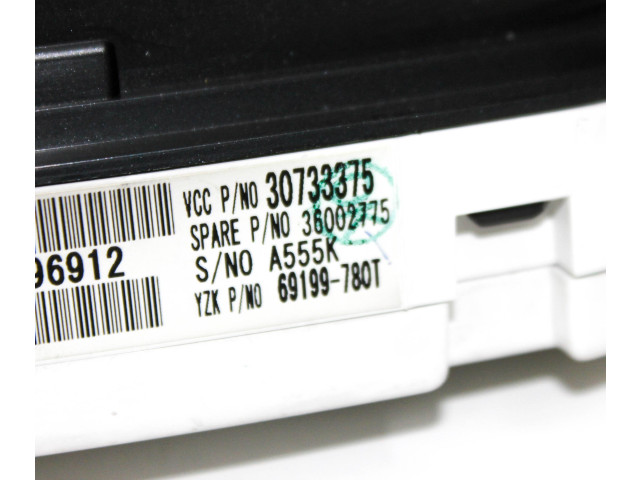 VCC P/NO 30733375
SPARE P/NO 36002775
S/NO A555K
YZK P/NO 69199-780T
96912